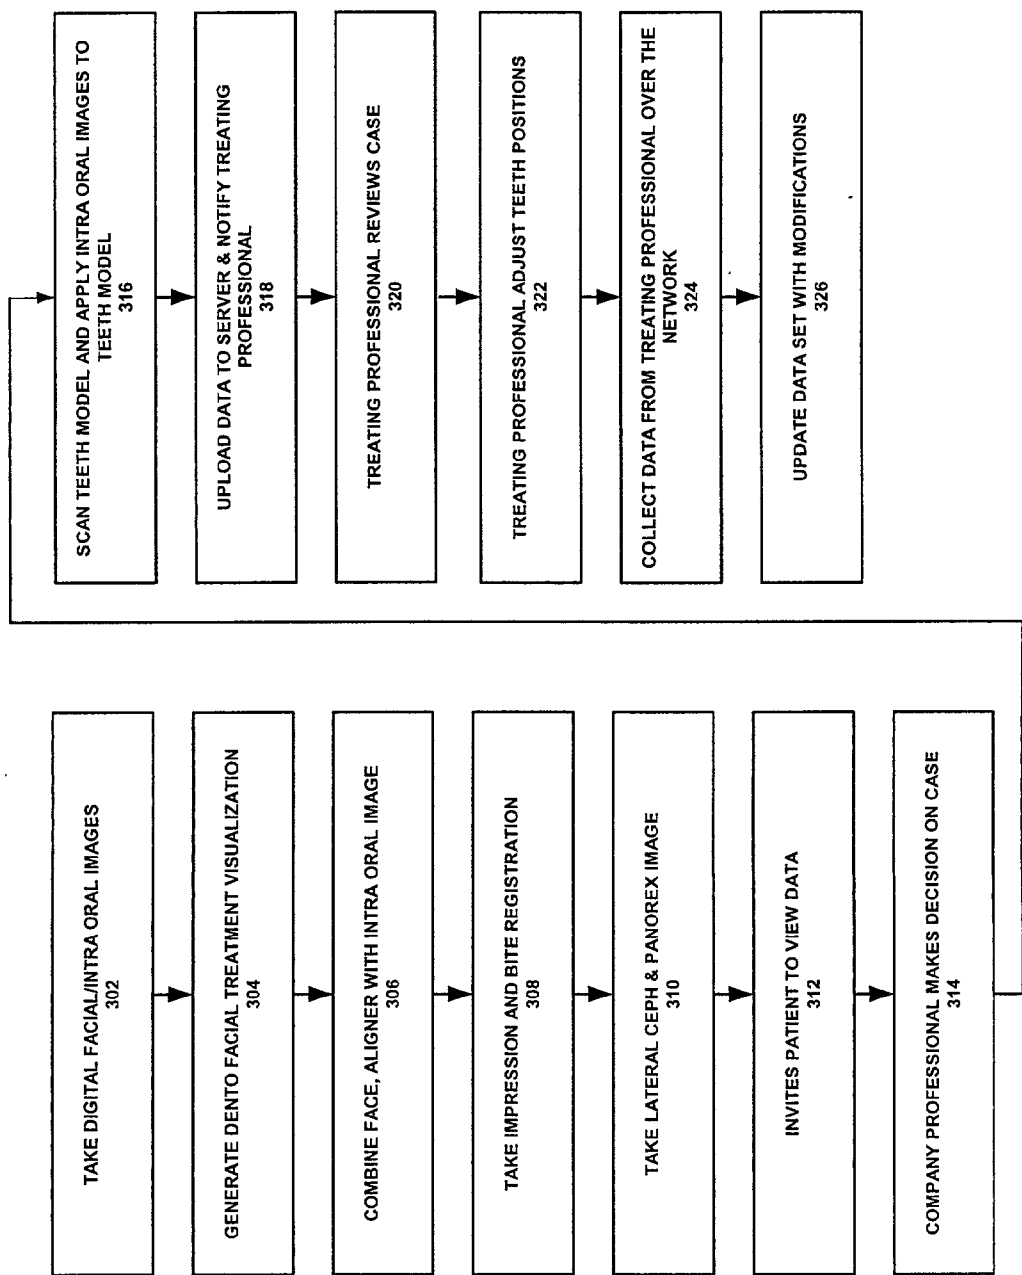 TAKE DIGITAL FACIAL/INTRA ORAL IMAGES
302
GENERATE DENTO FACIAL TREATMENT VISUALIZATION
304
COMBINE FACE, ALIGNER WITH INTRA ORAL IMAGE
306
TAKE IMPRESSION AND BITE REGISTRATION
308
TAKE LATERAL CEPH & PANOREX IMAGE
310
INVITES PATIENT TO VIEW DATA
312
COMPANY PROFESSIONAL MAKES DECISION ON CASE
314
SCAN TEETH MODEL AND APPLY INTRA ORAL IMAGES TO
TEETH MODEL
316
UPLOAD DATA TO SERVER & NOTIFY TREATING
PROFESSIONAL
318
TREATING PROFESSIONAL REVIEWS CASE
320
TREATING PROFESSIONAL ADJUST TEETH POSITIONS
322
COLLECT DATA FROM TREATING PROFESSIONAL OVER THE
NETWORK
324
UPDATE DATA SET WITH MODIFICATIONS
326